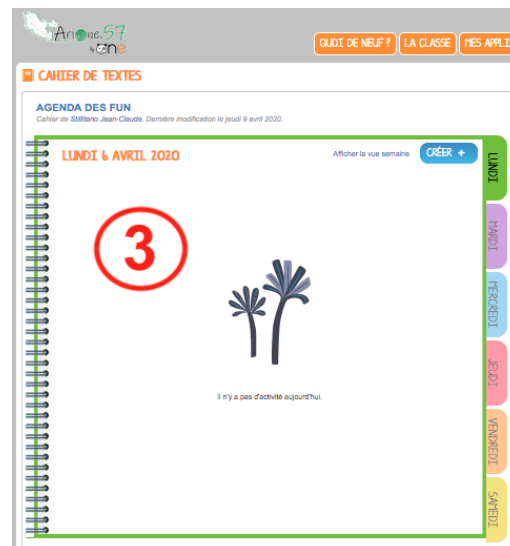 Ari@ne.57
by One
QUOI DE NEUF ? LA CLASSE MES APPLI
CAHIER DE TEXTES
AGENDA DES FUN
Cahier de Stillitano Jean-Claude. Dernière modification le jeudi 9 avril 2020.
LUNDI 6 AVRIL 2020 Afficher la vue semaine CRÉER +
3
Il n'y a pas d'activité aujourd'hui.
LUNDI
MARDI
MERCREDI
JEUDI
VENDREDI
SAMEDI